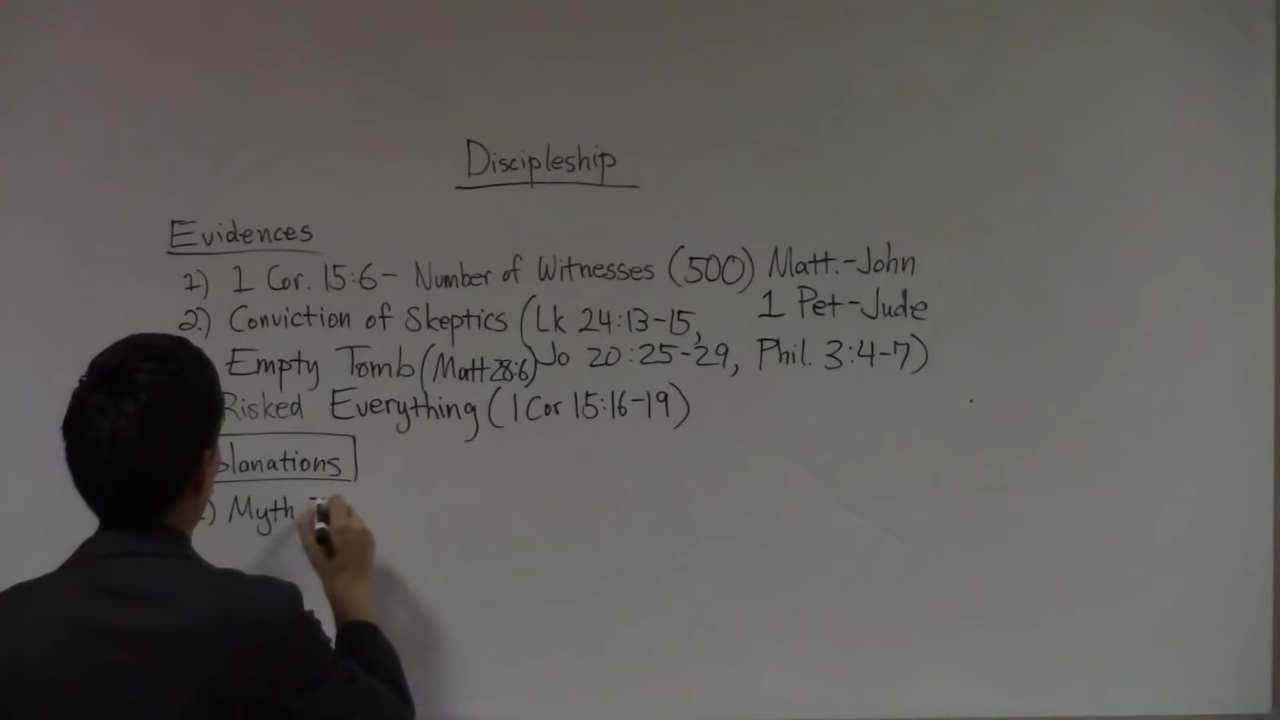 Discipleship
Evidences
1) 1 Cor. 15:6- Number of Witnesses (500) Matt.-John
1 Pet-Jude
2.) Conviction of Skeptics (Lk 24:13-15,
Jo 20:25-29, Phil. 3:4-7)
Empty Tomb (Matt 28:6)
Risked Everything (1 Cor 15:16-19)
planations
) Myth